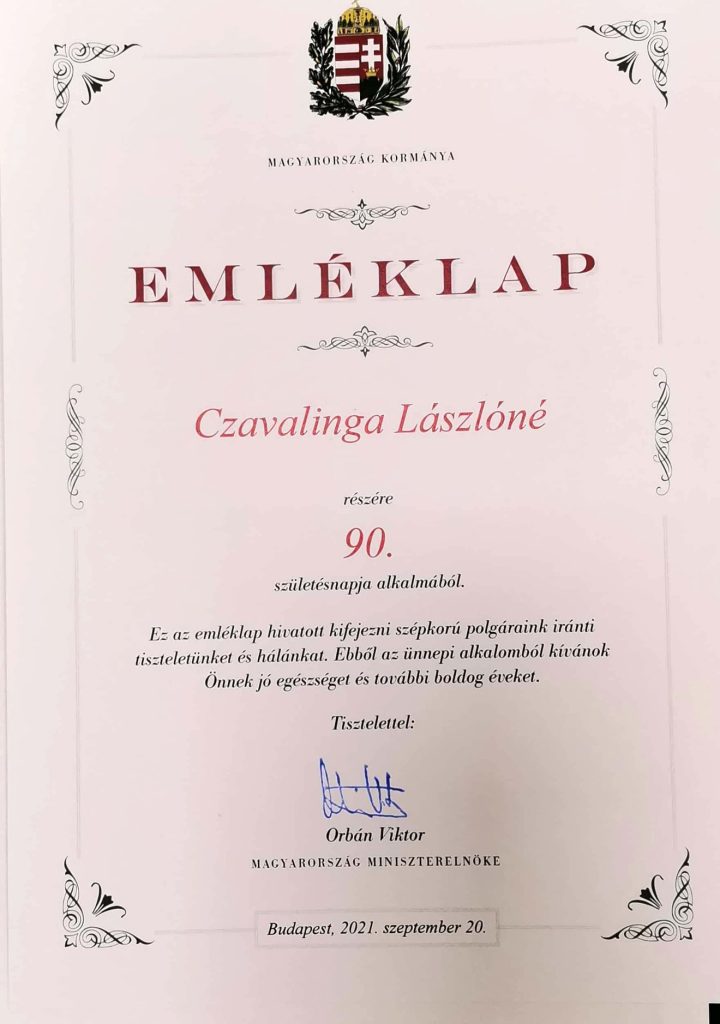 MAGYARORSZÁG KORMÁNYA
EMLÉKLAP
Czavalinga Lászlóné
részére
90.
születésnapja alkalmából.
Ez az emléklap hivatott kifejezni szépkorú polgáraink iránti
tiszteletünket és hálánkat. Ebből az ünnepi alkalomból kívánok
Önnek jó egészséget és további boldog éveket.
Tisztelettel:
Orbán Viktor
MAGYARORSZÁG MINISZTERELNÖKE
Budapest, 2021. szeptember 20.